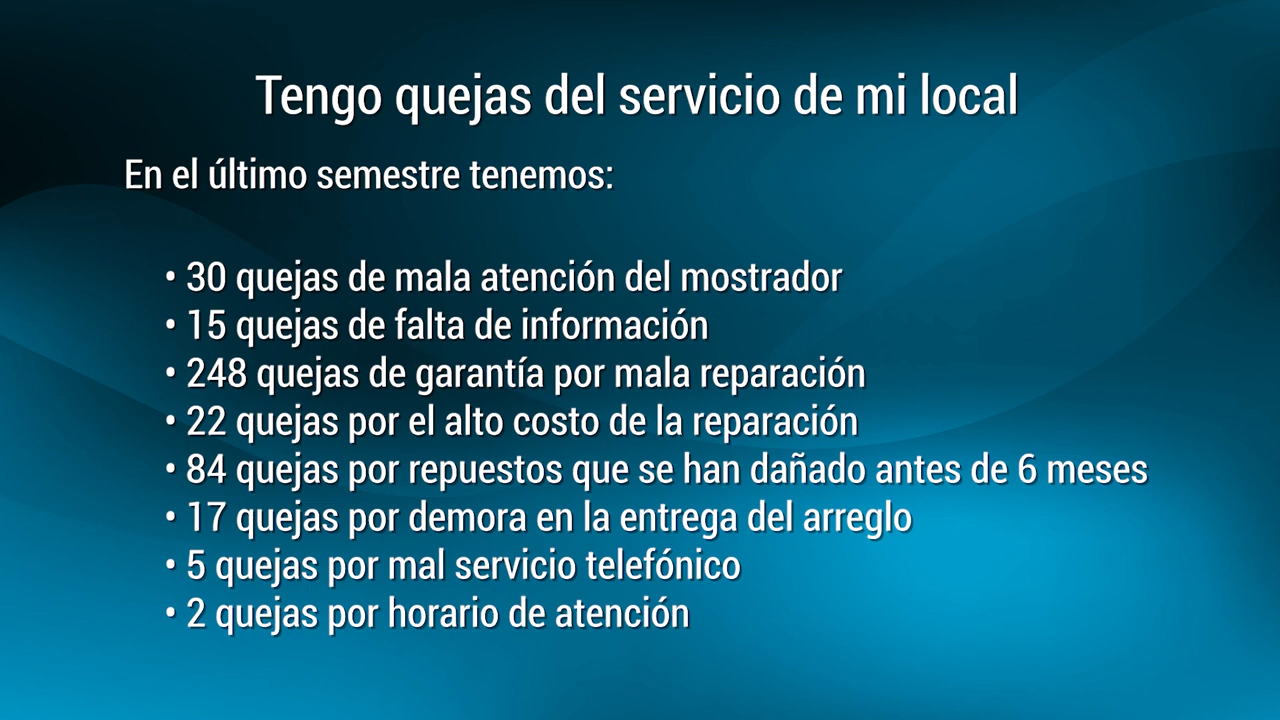 Tengo quejas del servicio de mi local
En el último semestre tenemos:
• 30 quejas de mala atención del mostrador
• 15 quejas de falta de información
• 248 quejas de garantía por mala reparación
• 22 quejas por el alto costo de la reparación
• 84 quejas por repuestos que se han dañado antes de 6 meses
• 17 quejas por demora en la entrega del arreglo
• 5 quejas por mal servicio telefónico
• 2 quejas por horario de atención